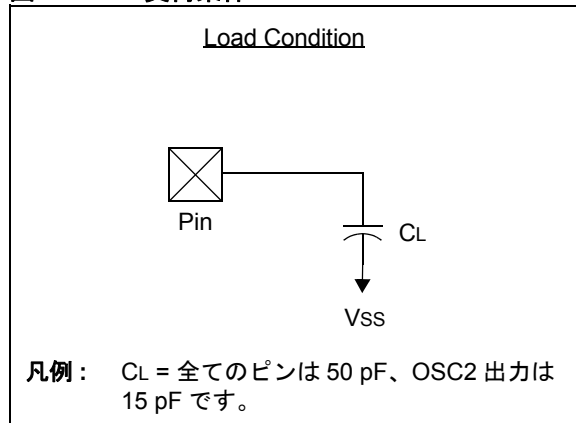 Load Condition
Pin
CL
VSS
凡例： CL = 全てのピンは 50 pF、OSC2 出力は
15 pF です。